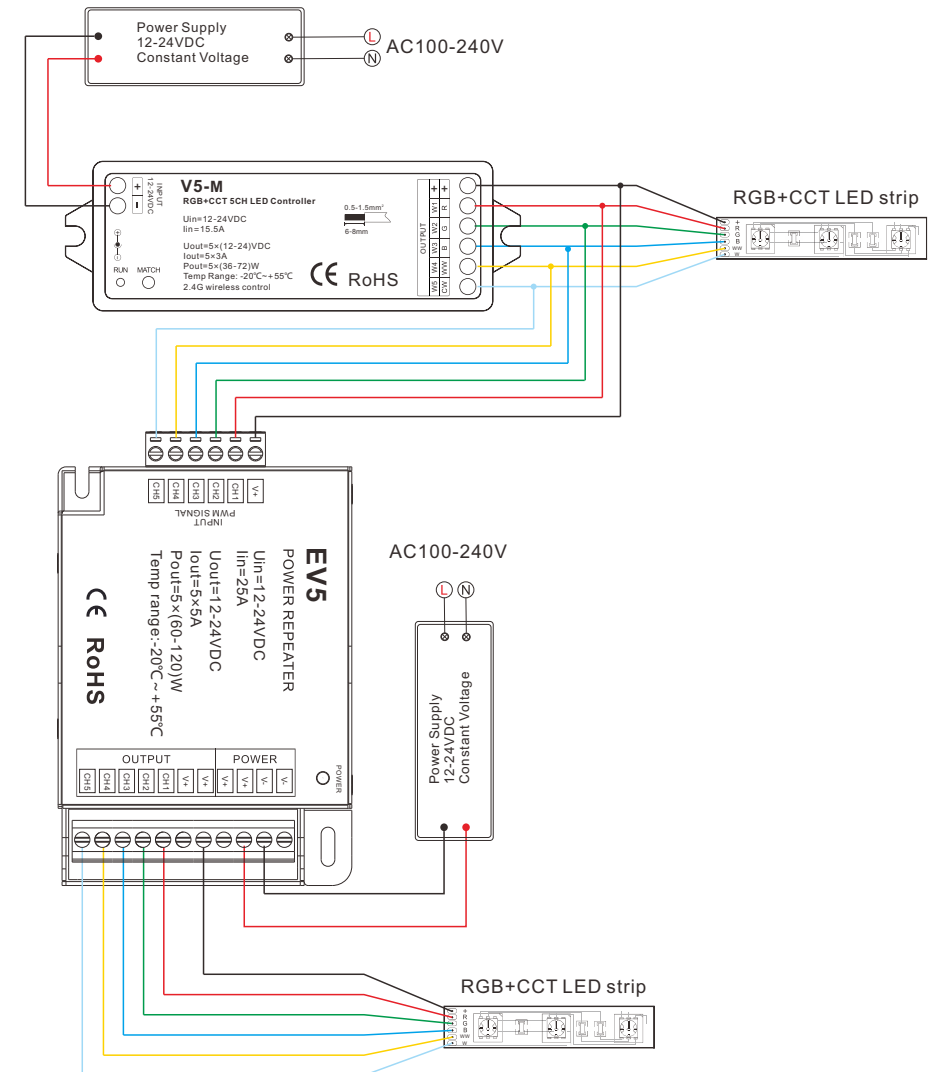 Power Supply
12-24VDC
Constant Voltage
L
N
AC100-240V
+
-
INPUT
12-24VDC
V5-M
RGB+CCT 5CH LED Controller
Uin=12-24VDC
Iin=15.5A
Uout=5×(12-24)VDC
Iout=5×3A
Pout=5×(36-72)W
Temp Range: -20℃~+55℃
2.4G wireless control
RUN
MATCH
0.5-1.5mm²
6-8mm
CE RoHS
OUTPUT
+ +
W1 R
W2 G
W3 B
W4 WW
W5 CW
RGB+CCT LED strip
+
R
G
B
WW
W
CH5
CH4
CH3
CH2
CH1
V+
INPUT
PWM SIGNAL
EV5
POWER REPEATER
Uin=12-24VDC
Iin=25A
Uout=12-24VDC
Iout=5×5A
Pout=5×(60-120)W
Temp range:-20℃~+55℃
CE RoHS
OUTPUT
POWER
CH5
CH4
CH3
CH2
CH1
V+
V+
V+
V+
V-
V-
POWER
AC100-240V
L
N
Power Supply
12-24VDC
Constant Voltage
RGB+CCT LED strip
+
R
G
B
WW
W